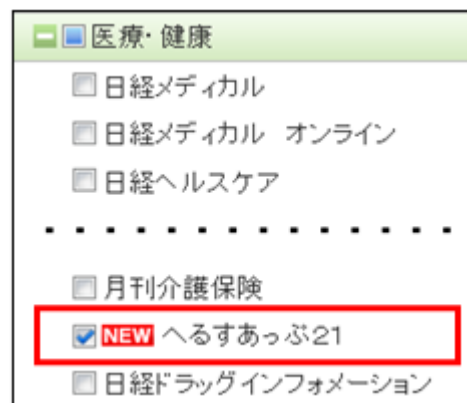 医療・健康
日経メディカル
日経メディカル オンライン
日経ヘルスケア
月刊介護保険
NEW へるすあっぷ21
日経ドラッグインフォメーション